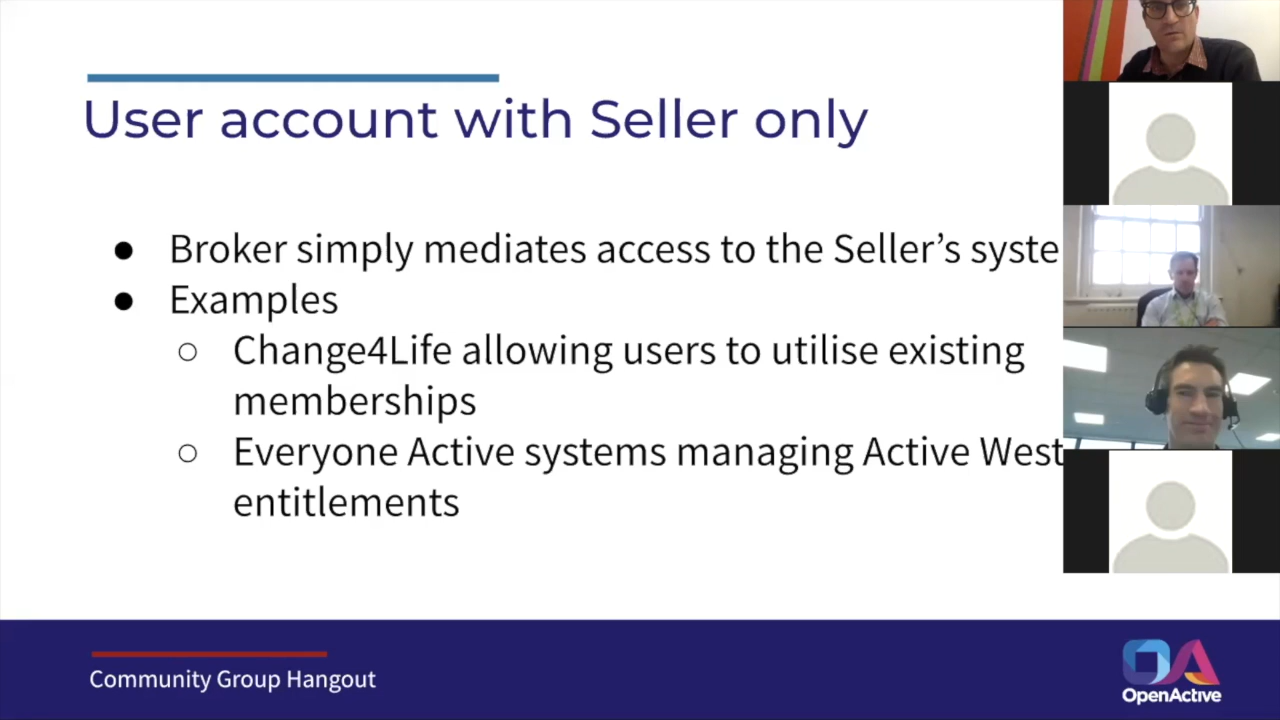 User account with Seller only
● Broker simply mediates access to the Seller’s syste
● Examples
○ Change4Life allowing users to utilise existing
memberships
○ Everyone Active systems managing Active West
entitlements
Community Group Hangout
OA
OpenActive